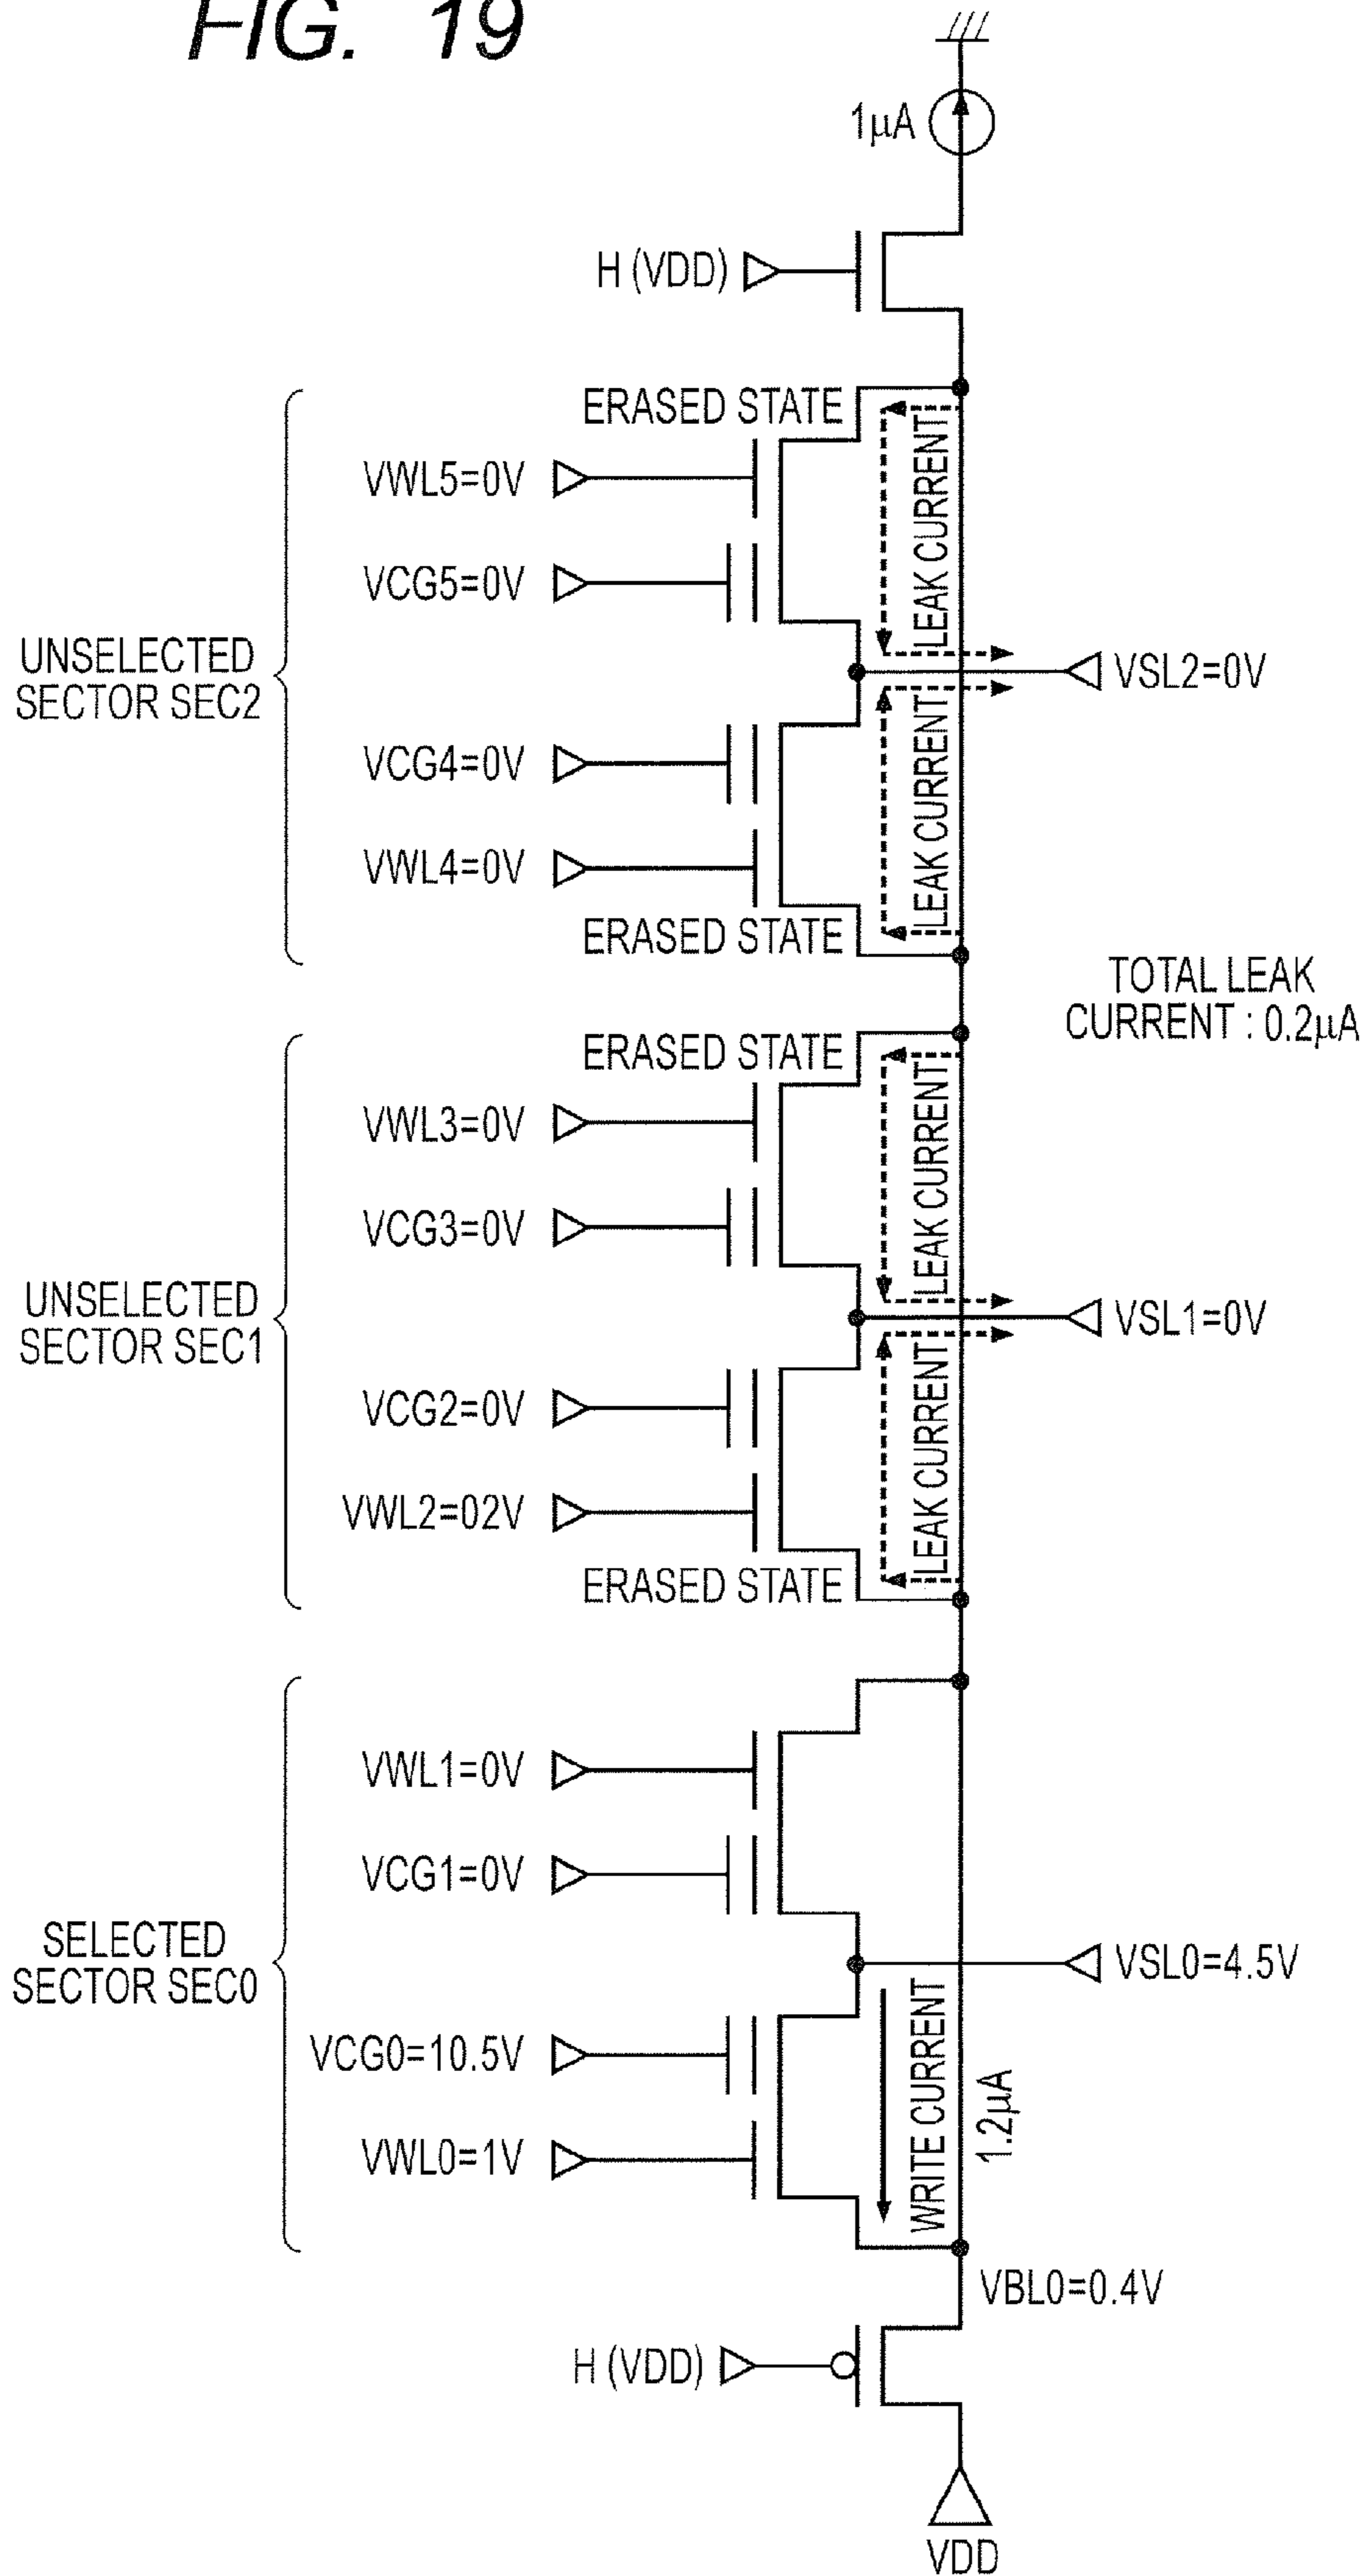 FIG. 19
1μA
H (VDD)
ERASED STATE
VWL5=0V
LEAK CURRENT
VCG5=0V
UNSELECTED
SECTOR SEC2
VSL2=0V
VCG4=0V
LEAK CURRENT
VWL4=0V
ERASED STATE
TOTAL LEAK
CURRENT : 0.2μA
ERASED STATE
VWL3=0V
LEAK CURRENT
VCG3=0V
UNSELECTED
SECTOR SEC1
VSL1=0V
VCG2=0V
LEAK CURRENT
VWL2=02V
ERASED STATE
VWL1=0V
VCG1=0V
SELECTED
SECTOR SEC0
VSL0=4.5V
VCG0=10.5V
WRITE CURRENT
1.2μA
VWL0=1V
VBL0=0.4V
H (VDD)
VDD